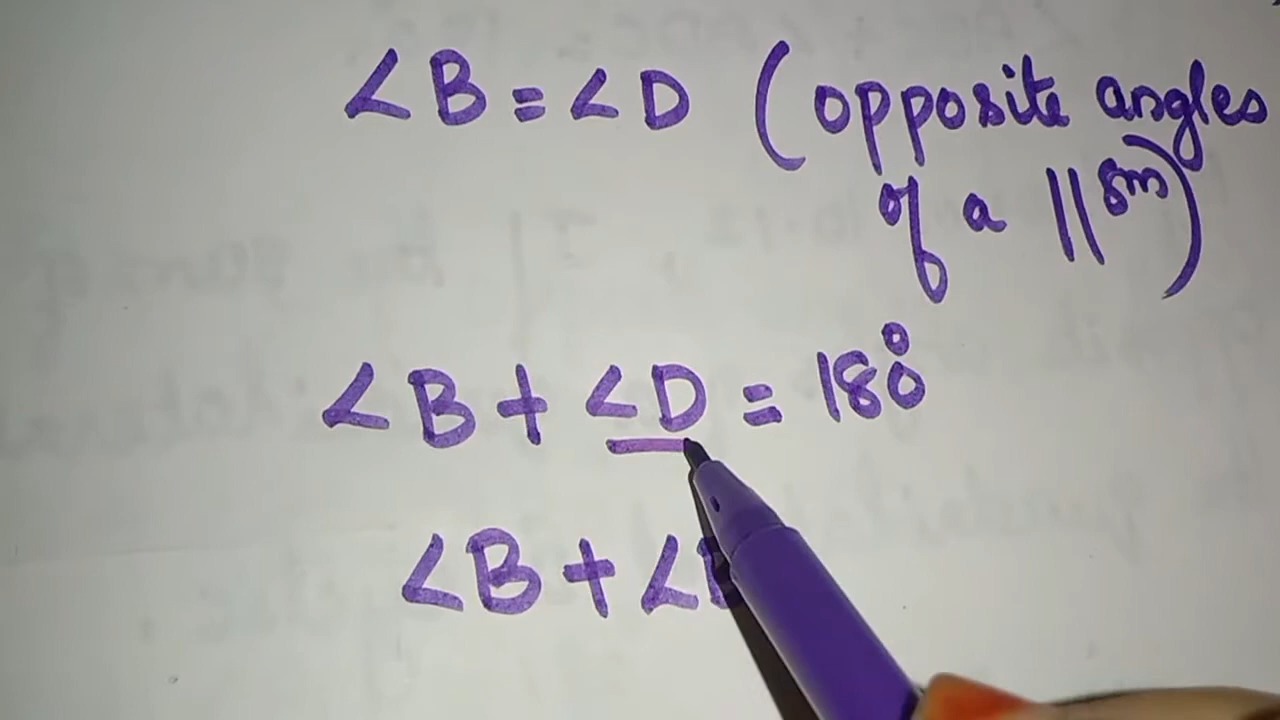 ∠B = ∠D (opposite angles
of a ||gm)
∠B + ∠D = 180°
∠B + ∠B